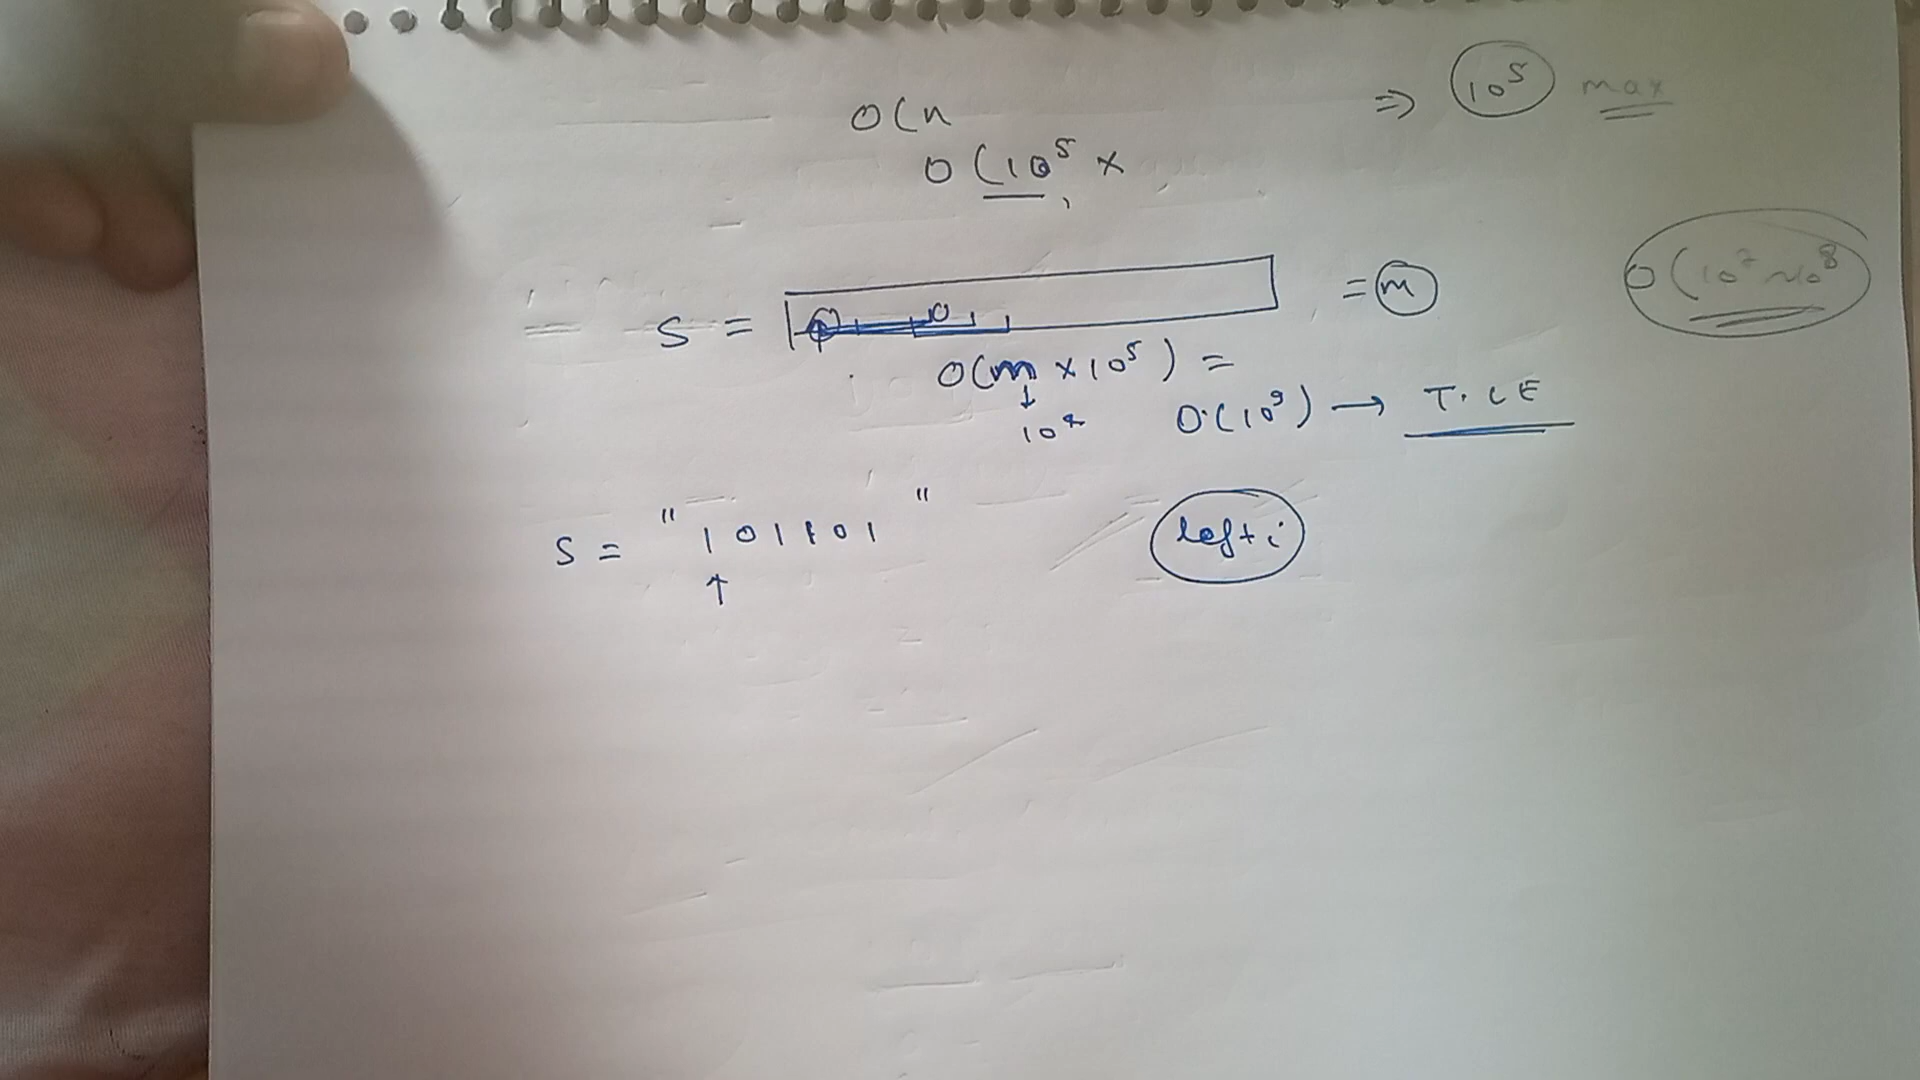 O(n
⇒ 10^5 max
O(10^5 x
S = = m
O(10^7 ~10^8
O(m x 10^5) =
↓
10^4
O(10^9) → T.LE
S = "101101"
left i
↑